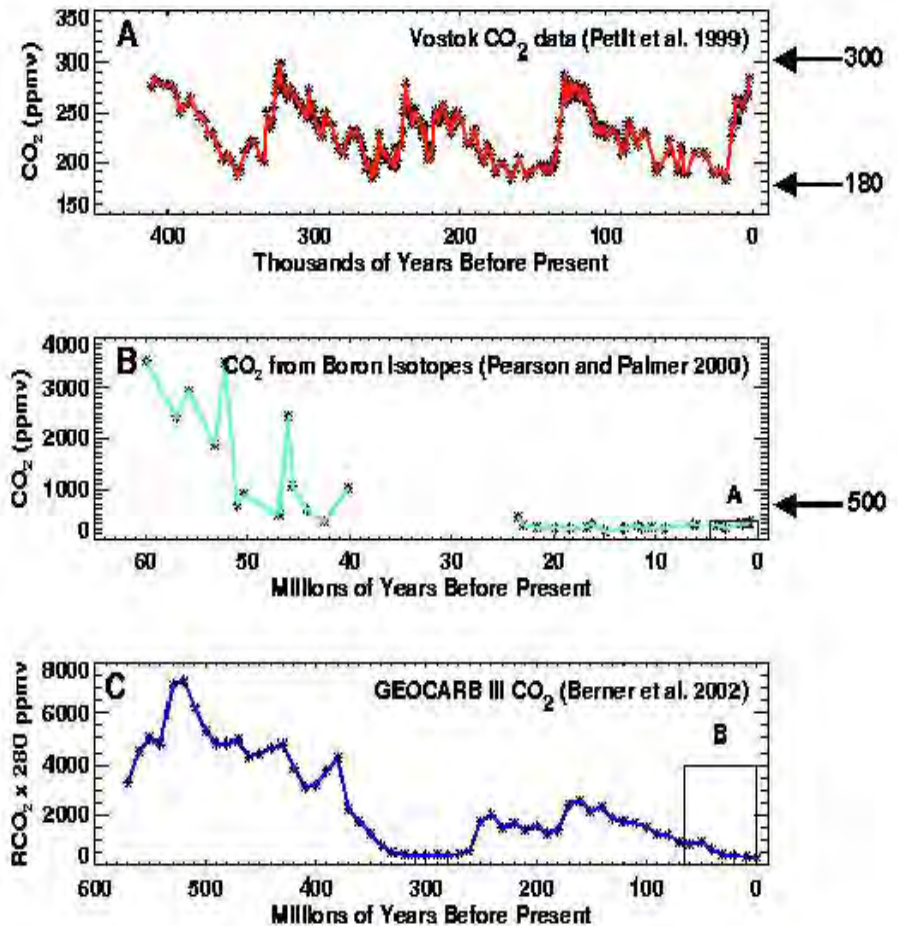 A
Vostok CO2 data (Petit et al. 1999)
CO2 (ppmv)
350
300
250
200
150
400 300 200 100 0
Thousands of Years Before Present
300
180
B
CO2 from Boron Isotopes (Pearson and Palmer 2000)
CO2 (ppmv)
4000
3000
2000
1000
0
A
60 50 40 30 20 10 0
Millions of Years Before Present
500
C
GEOCARB III CO2 (Berner et al. 2002)
RCO2 x 280 ppmv
8000
6000
4000
2000
0
B
600 500 400 300 200 100 0
Millions of Years Before Present